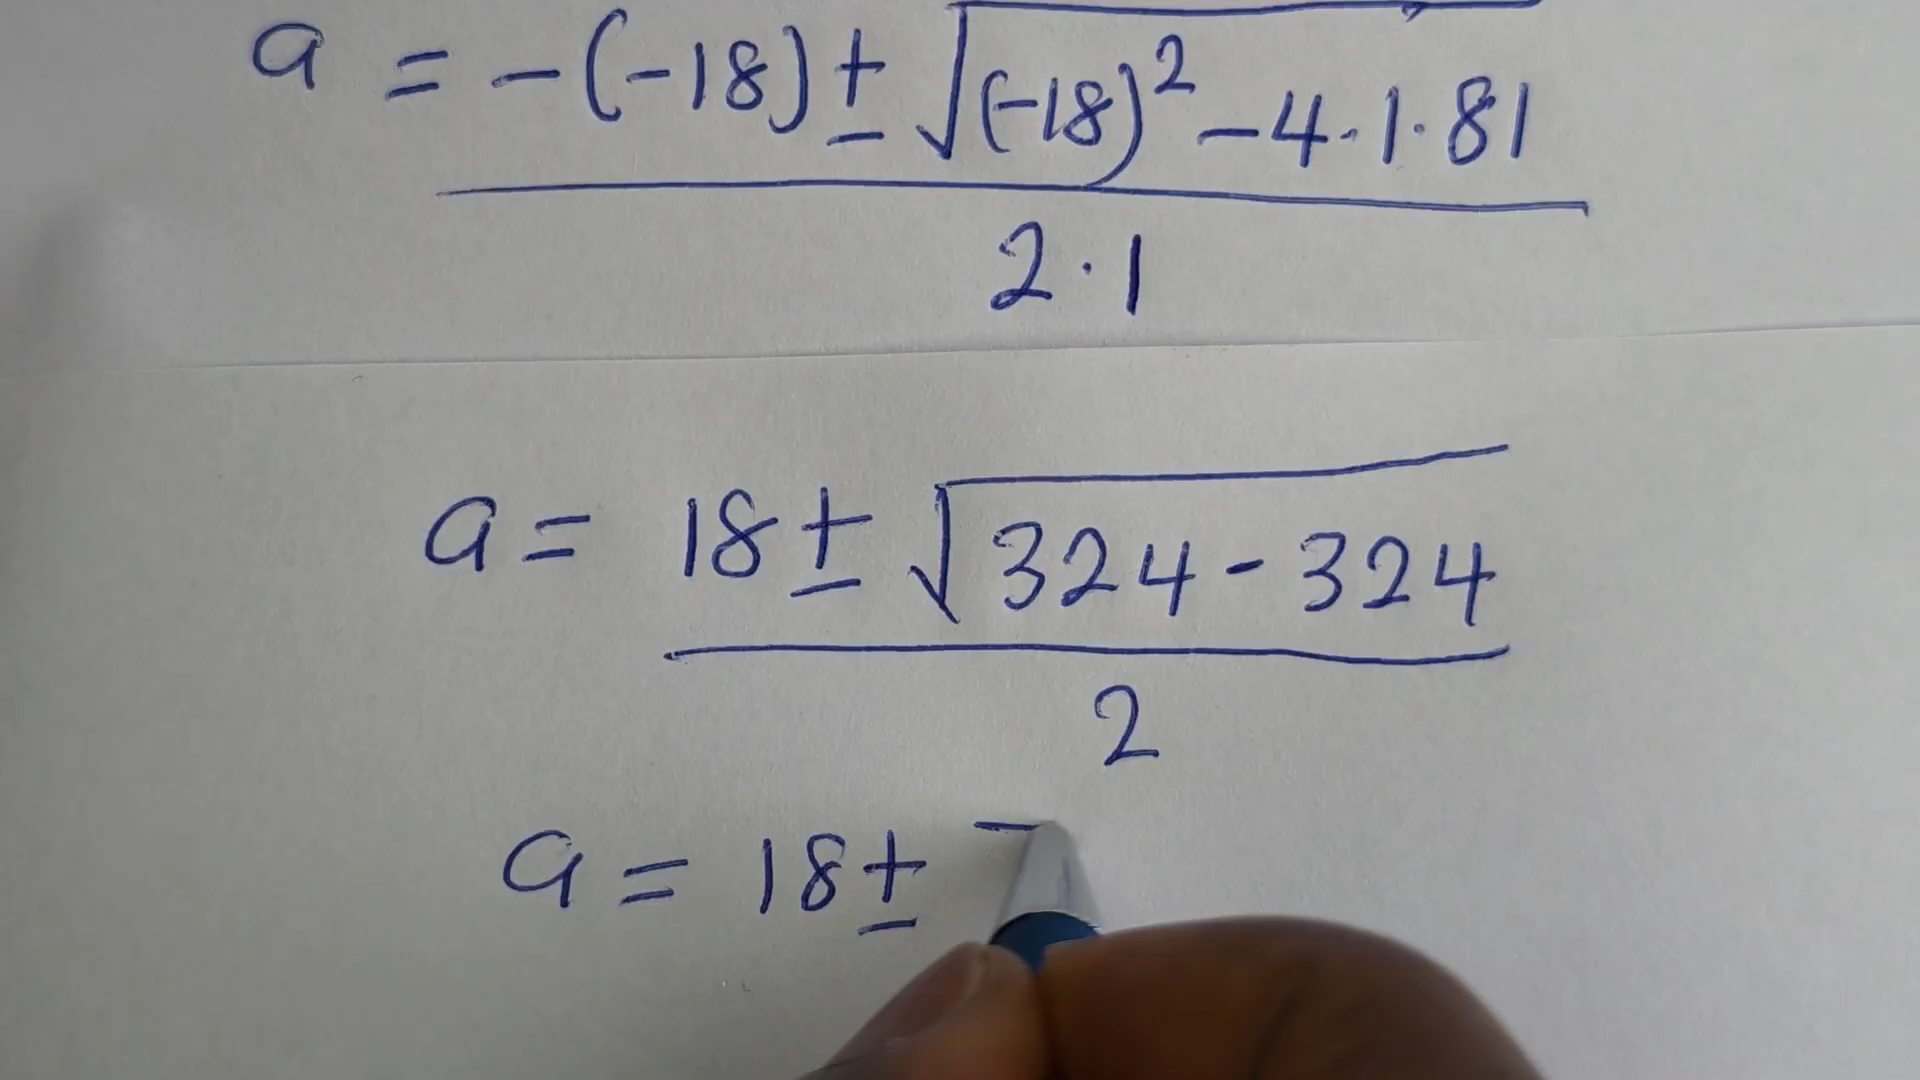 a = -(-18) ± √(-18)² - 4·1·81
2·1
a = 18 ± √324 - 324
2
a = 18 ±